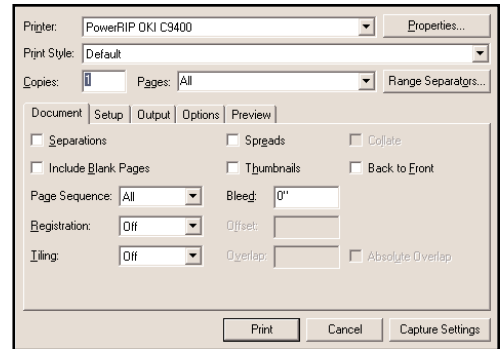 Printer: PowerRIP OKI C9400 Properties...
Print Style: Default
Copies: 1 Pages: All Range Separators...
Document Setup Output Options Preview
Separations Spreads Collate
Include Blank Pages Thumbnails Back to Front
Page Sequence: All Bleed: 0"
Registration: Off Offset:
Tiling: Off Overlap: Absolute Overlap
Print Cancel Capture Settings